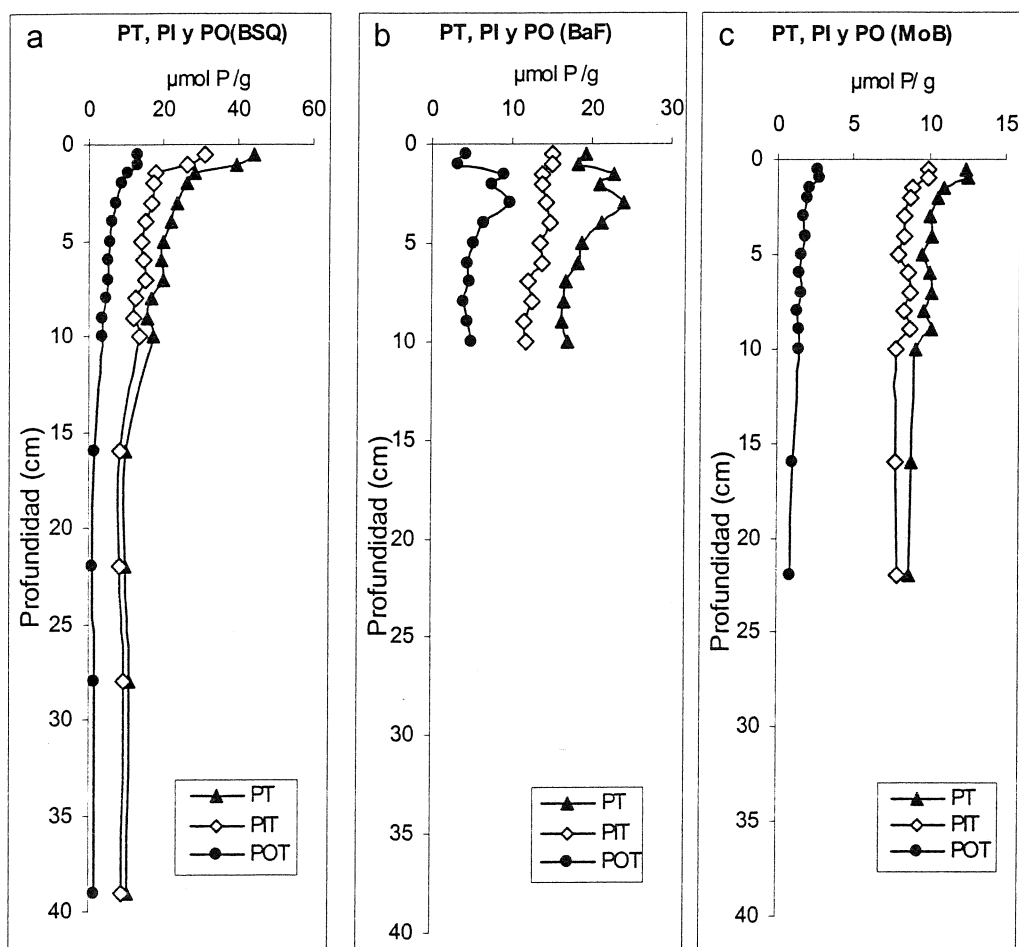 a
PT, PI y PO(BSQ)
µmol P /g
0 20 40 60
0
5
10
15
20
25
30
35
40
Profundidad (cm)
PT
PIT
POT
b
PT, PI y PO (BaF)
µmol P/g
0 10 20 30
0
5
10
15
20
25
30
35
40
Profundidad (cm)
PT
PIT
POT
c
PT, PI y PO (MoB)
µmol P/ g
0 5 10 15
0
5
10
15
20
25
30
35
40
Profundidad (cm)
PT
PIT
POT